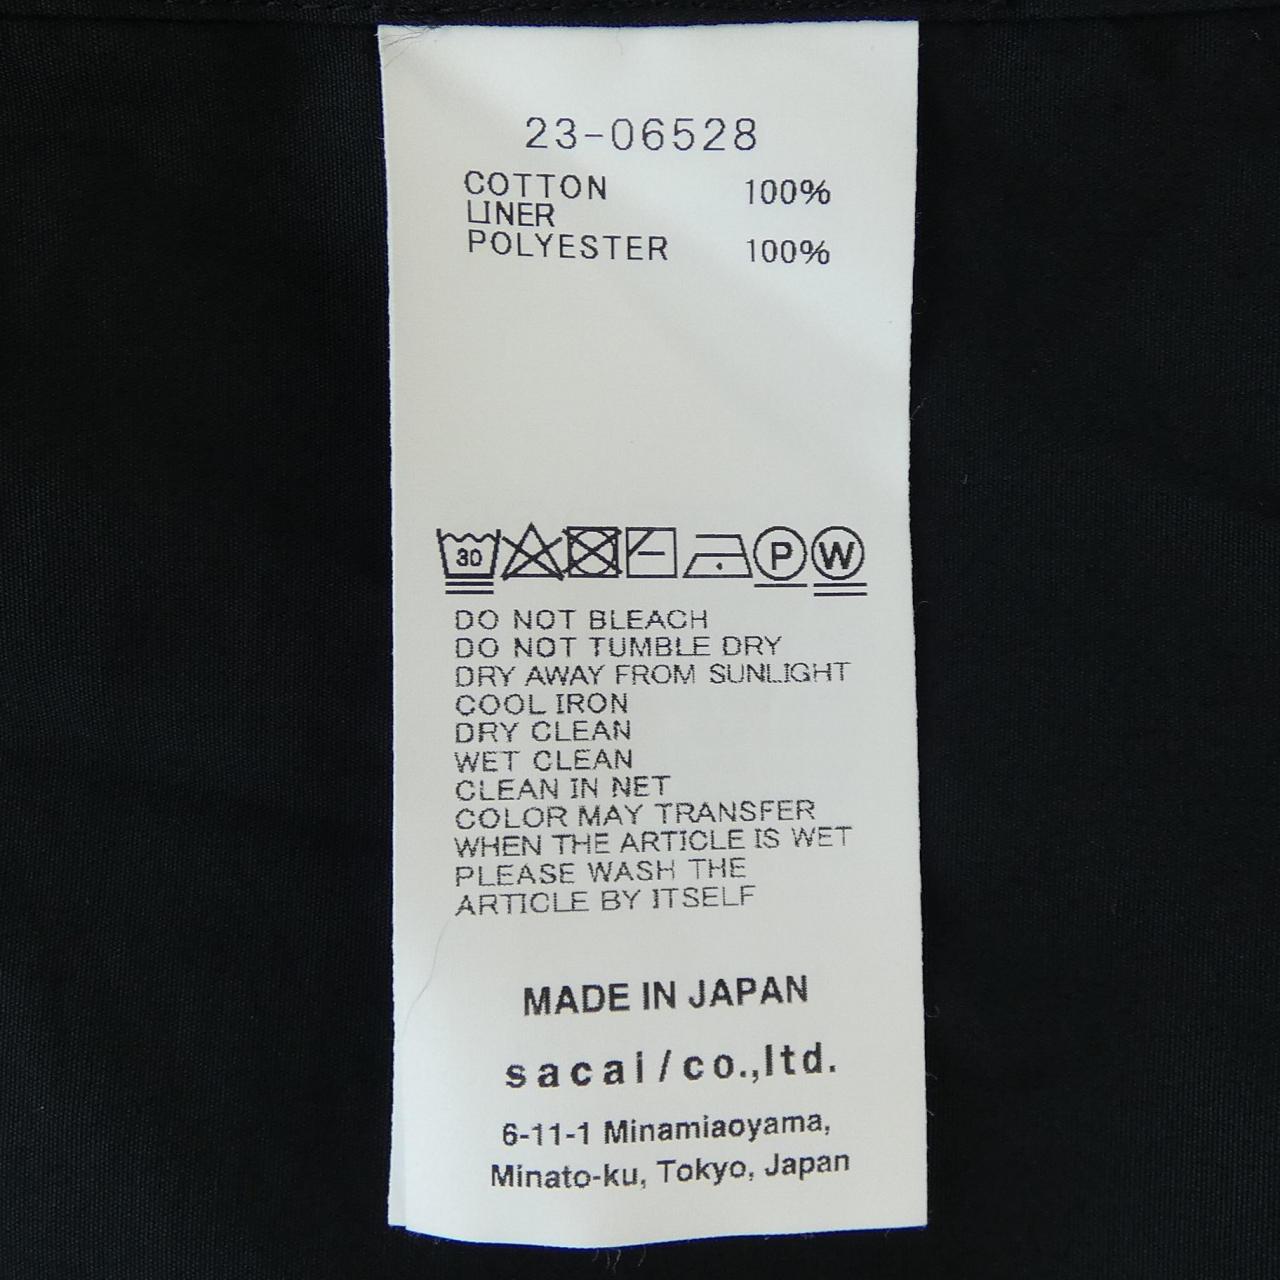 23-06528
COTTON 100%
LINER
POLYESTER 100%
30 P W
DO NOT BLEACH
DO NOT TUMBLE DRY
DRY AWAY FROM SUNLIGHT
COOL IRON
DRY CLEAN
WET CLEAN
CLEAN IN NET
COLOR MAY TRANSFER
WHEN THE ARTICLE IS WET
PLEASE WASH THE
ARTICLE BY ITSELF
MADE IN JAPAN
sacai/co.,ltd.
6-11-1 Minamiaoyama,
Minato-ku, Tokyo, Japan